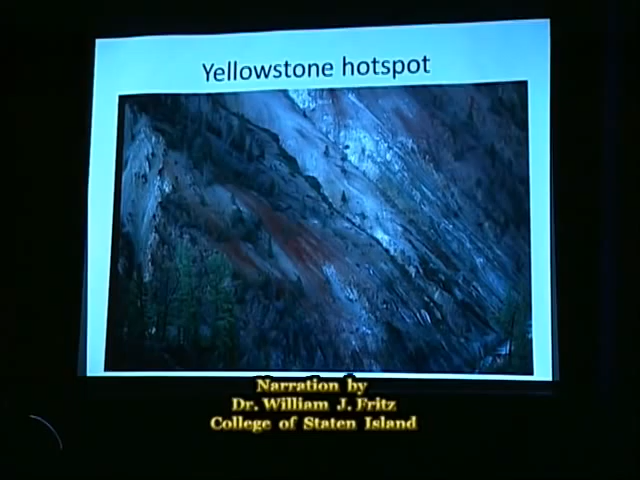 Yellowstone hotspot
Narration by
Dr. William J. Fritz
College of Staten Island